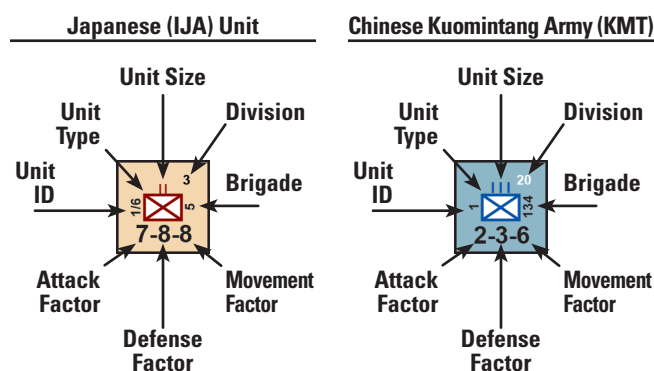 Japanese (IJA) Unit
Unit Size
Unit
Type
Division
Unit
ID
Brigade
II
3
1/6
5
7-8-8
Attack
Factor
Movement
Factor
Defense
Factor
Chinese Kuomintang Army (KMT)
Unit Size
Unit
Type
Division
Unit
ID
Brigade
III
20
1
134
2-3-6
Attack
Factor
Movement
Factor
Defense
Factor